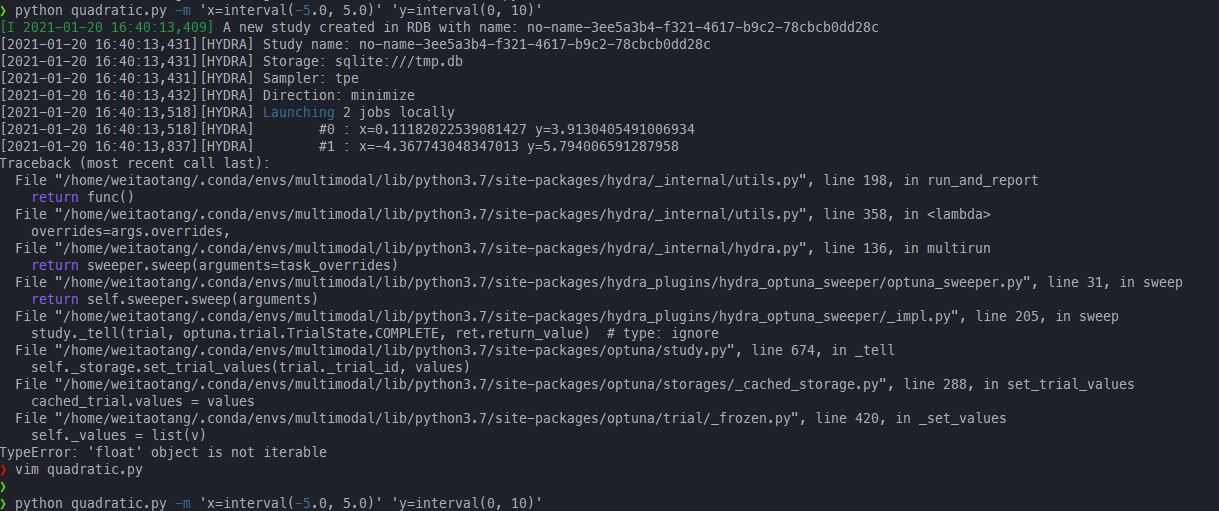 ❯ python quadratic.py -m 'x=interval(-5.0, 5.0)' 'y=interval(0, 10)'
[I 2021-01-20 16:40:13,409] A new study created in RDB with name: no-name-3ee5a3b4-f321-4617-b9c2-78cbcb0dd28c
[2021-01-20 16:40:13,431][HYDRA] Study name: no-name-3ee5a3b4-f321-4617-b9c2-78cbcb0dd28c
[2021-01-20 16:40:13,431][HYDRA] Storage: sqlite:///tmp.db
[2021-01-20 16:40:13,431][HYDRA] Sampler: tpe
[2021-01-20 16:40:13,432][HYDRA] Direction: minimize
[2021-01-20 16:40:13,518][HYDRA] Launching 2 jobs locally
[2021-01-20 16:40:13,518][HYDRA]        #0 : x=0.11182022539081427 y=3.9130405491006934
[2021-01-20 16:40:13,837][HYDRA]        #1 : x=-4.367743048347013 y=5.794006591287958
Traceback (most recent call last):
  File "/home/weitaotang/.conda/envs/multimodal/lib/python3.7/site-packages/hydra/_internal/utils.py", line 198, in run_and_report
    return func()
  File "/home/weitaotang/.conda/envs/multimodal/lib/python3.7/site-packages/hydra/_internal/utils.py", line 358, in <lambda>
    overrides=args.overrides,
  File "/home/weitaotang/.conda/envs/multimodal/lib/python3.7/site-packages/hydra/_internal/hydra.py", line 136, in multirun
    return sweeper.sweep(arguments=task_overrides)
  File "/home/weitaotang/.conda/envs/multimodal/lib/python3.7/site-packages/hydra_plugins/hydra_optuna_sweeper/optuna_sweeper.py", line 31, in sweep
    return self.sweeper.sweep(arguments)
  File "/home/weitaotang/.conda/envs/multimodal/lib/python3.7/site-packages/hydra_plugins/hydra_optuna_sweeper/_impl.py", line 205, in sweep
    study._tell(trial, optuna.trial.TrialState.COMPLETE, ret.return_value)  # type: ignore
  File "/home/weitaotang/.conda/envs/multimodal/lib/python3.7/site-packages/optuna/study.py", line 674, in _tell
    self._storage.set_trial_values(trial._trial_id, values)
  File "/home/weitaotang/.conda/envs/multimodal/lib/python3.7/site-packages/optuna/storages/_cached_storage.py", line 288, in set_trial_values
    cached_trial.values = values
  File "/home/weitaotang/.conda/envs/multimodal/lib/python3.7/site-packages/optuna/trial/_frozen.py", line 420, in _set_values
    self._values = list(v)
TypeError: 'float' object is not iterable
❯ vim quadratic.py
❯
❯ python quadratic.py -m 'x=interval(-5.0, 5.0)' 'y=interval(0, 10)'